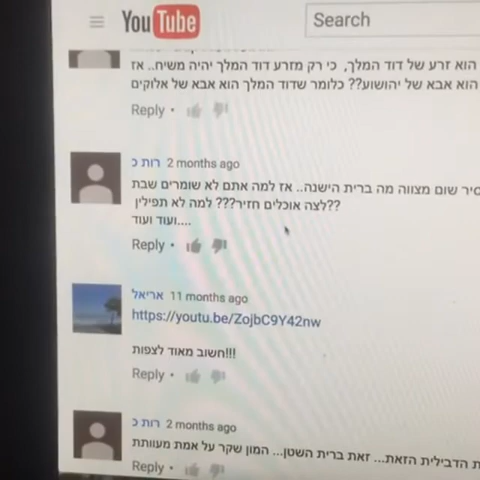 YouTube
Search
הוא זרע של דוד המלך, כי רק מזרע דוד המלך יהיה משיח.. אז
הוא אבא של יהושוע?? כלומר שדוד המלך הוא אבא של אלוקים
Reply •
רות כ 2 months ago
סיר שום מצווה מה ברית הישנה.. אז למה אתם לא שומרים שבת
לצה אוכלים חזיר??? למה לא תפילין??
ועוד ועוד....
Reply •
אריאל 11 months ago
https://youtu.be/ZojbC9Y42nw
חשוב מאוד לצפות!!!
Reply •
רות כ 2 months ago
הדבילית הזאת... זאת ברית השטן... המון שקר על אמת מעוותת
Reply •